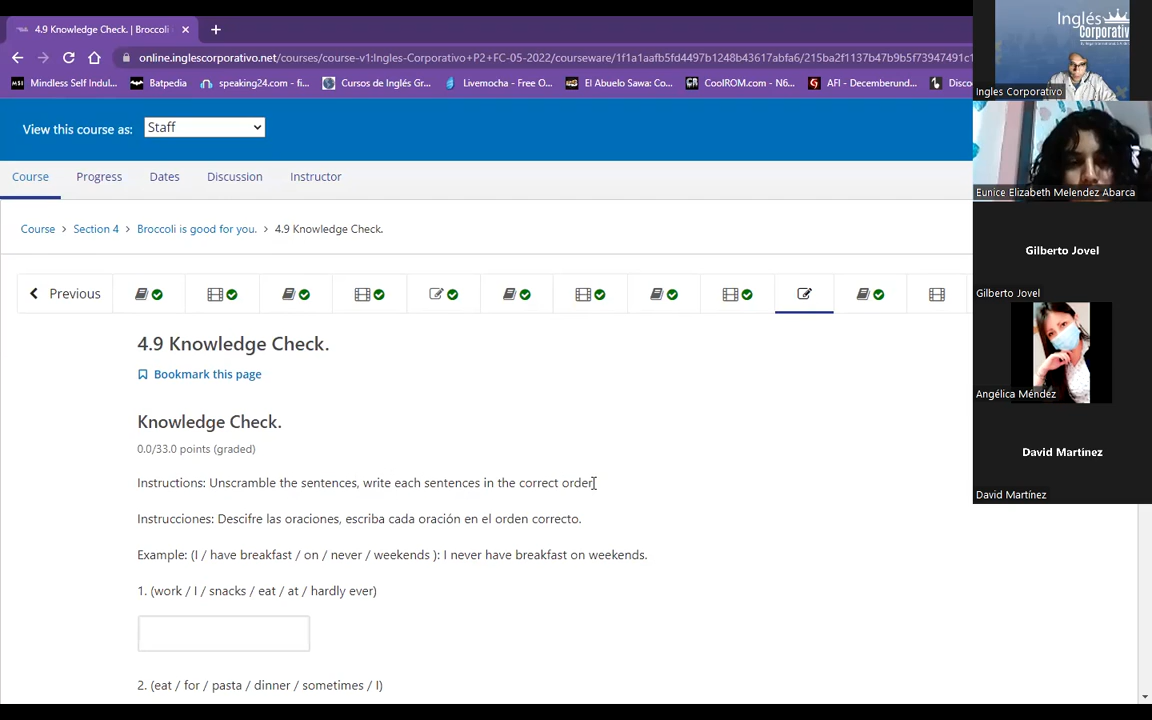 4.9 Knowledge Check. | Broccoli
online.inglescorporativo.net/courses/course-v1:Ingles-Corporativo+P2+FC-05-2022/courseware/1f1a1aafb5fd4497b1248b43617abfa6/215ba2f1137b47b9b5f73947491c1
Mindless Self Indul...
Batpedia
speaking24.com - fi...
Cursos de Inglés Gr...
Livemocha - Free O...
El Abuelo Sawa: Co...
CoolROM.com - N6...
AFI - Decemberund...
Disco
View this course as:
Staff
Course
Progress
Dates
Discussion
Instructor
Course > Section 4 > Broccoli is good for you. > 4.9 Knowledge Check.
Previous
4.9 Knowledge Check.
Bookmark this page
Knowledge Check.
0.0/33.0 points (graded)
Instructions: Unscramble the sentences, write each sentences in the correct order.
Instrucciones: Descifre las oraciones, escriba cada oración en el orden correcto.
Example: (I / have breakfast / on / never / weekends ): I never have breakfast on weekends.
1. (work / I / snacks / eat / at / hardly ever)
2. (eat / for / pasta / dinner / sometimes / I)
Inglés
Corporativo
Ingles Corporativo
Eunice Elizabeth Melendez Abarca
Gilberto Jovel
Gilberto Jovel
Angélica Méndez
David Martínez
David Martínez